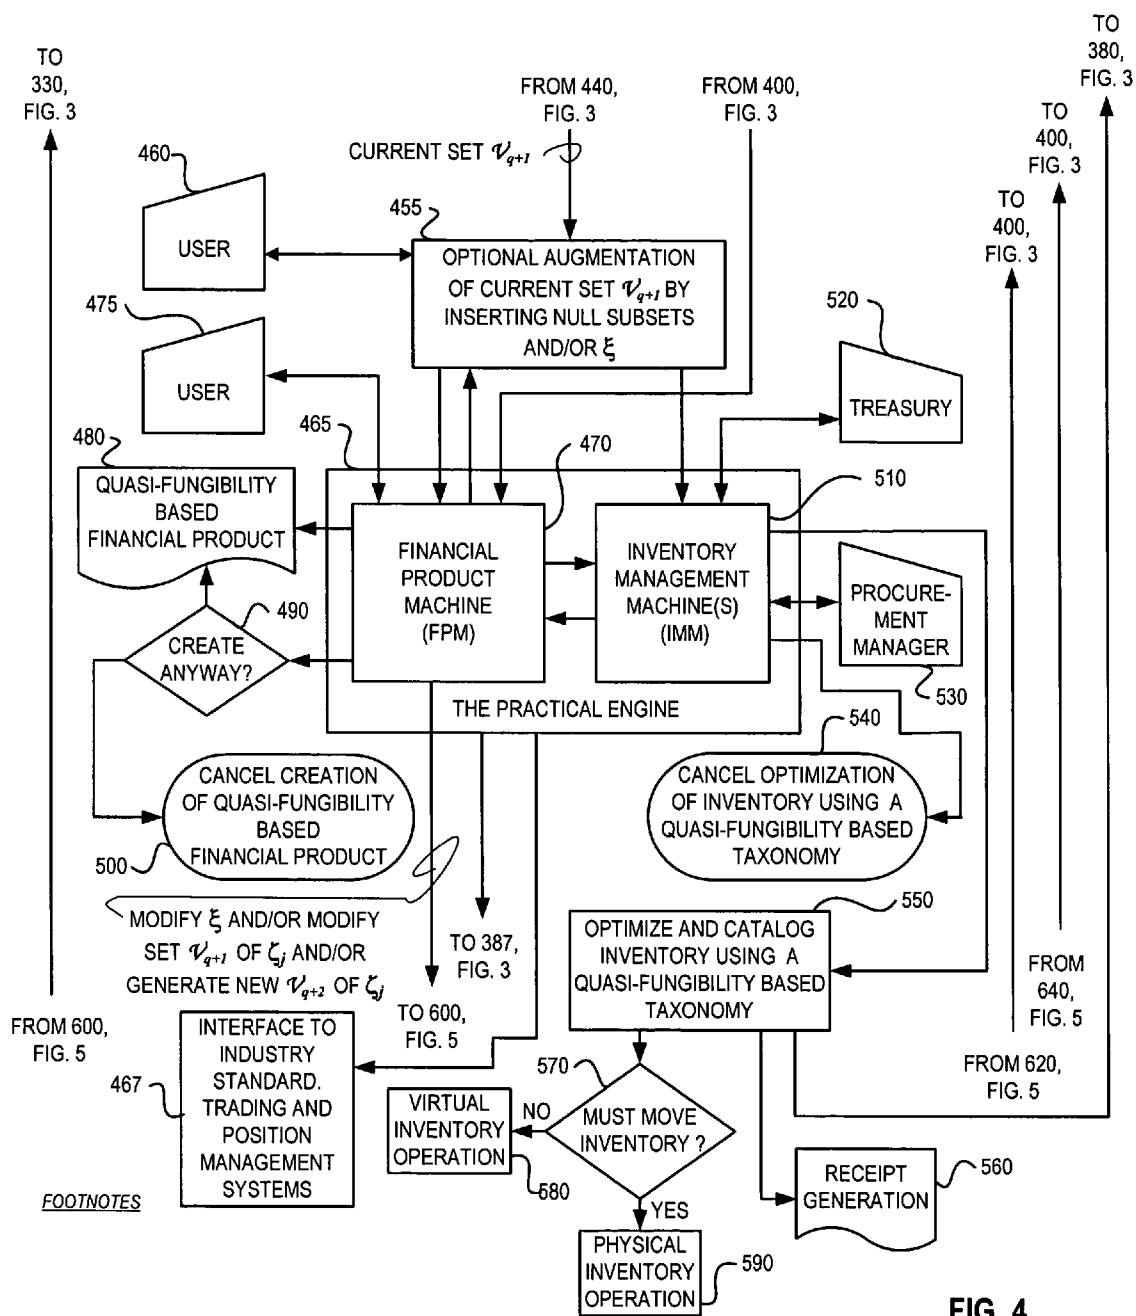 TO
330,
FIG. 3
FROM 440,
FIG. 3
FROM 400,
FIG. 3
TO
380,
FIG. 3
TO
400,
FIG. 3
TO
400,
FIG. 3
CURRENT SET 𝒱q+1
460
USER
455
OPTIONAL AUGMENTATION
OF CURRENT SET 𝒱q+1 BY
INSERTING NULL SUBSETS
AND/OR ξ
475
USER
520
TREASURY
465
470
480
QUASI-FUNGIBILITY
BASED
FINANCIAL PRODUCT
510
FINANCIAL
PRODUCT
MACHINE
(FPM)
INVENTORY
MANAGEMENT
MACHINE(S)
(IMM)
PROCURE-
MENT
MANAGER
530
490
CREATE
ANYWAY?
THE PRACTICAL ENGINE
540
CANCEL CREATION
OF QUASI-FUNGIBILITY
BASED
FINANCIAL PRODUCT
500
CANCEL OPTIMIZATION
OF INVENTORY USING A
QUASI-FUNGIBILITY BASED
TAXONOMY
MODIFY ξ AND/OR MODIFY
SET 𝒱q+1 OF ζj AND/OR
GENERATE NEW 𝒱q+2 OF ζj
TO 387,
FIG. 3
TO 600,
FIG. 5
550
OPTIMIZE AND CATALOG
INVENTORY USING A
QUASI-FUNGIBILITY BASED
TAXONOMY
FROM
640,
FIG. 5
FROM 620,
FIG. 5
FROM 600,
FIG. 5
467
INTERFACE TO
INDUSTRY
STANDARD.
TRADING AND
POSITION
MANAGEMENT
SYSTEMS
570
MUST MOVE
INVENTORY ?
NO
VIRTUAL
INVENTORY
OPERATION
580
YES
PHYSICAL
INVENTORY
OPERATION
590
RECEIPT
GENERATION
560
FOOTNOTES
FIG. 4